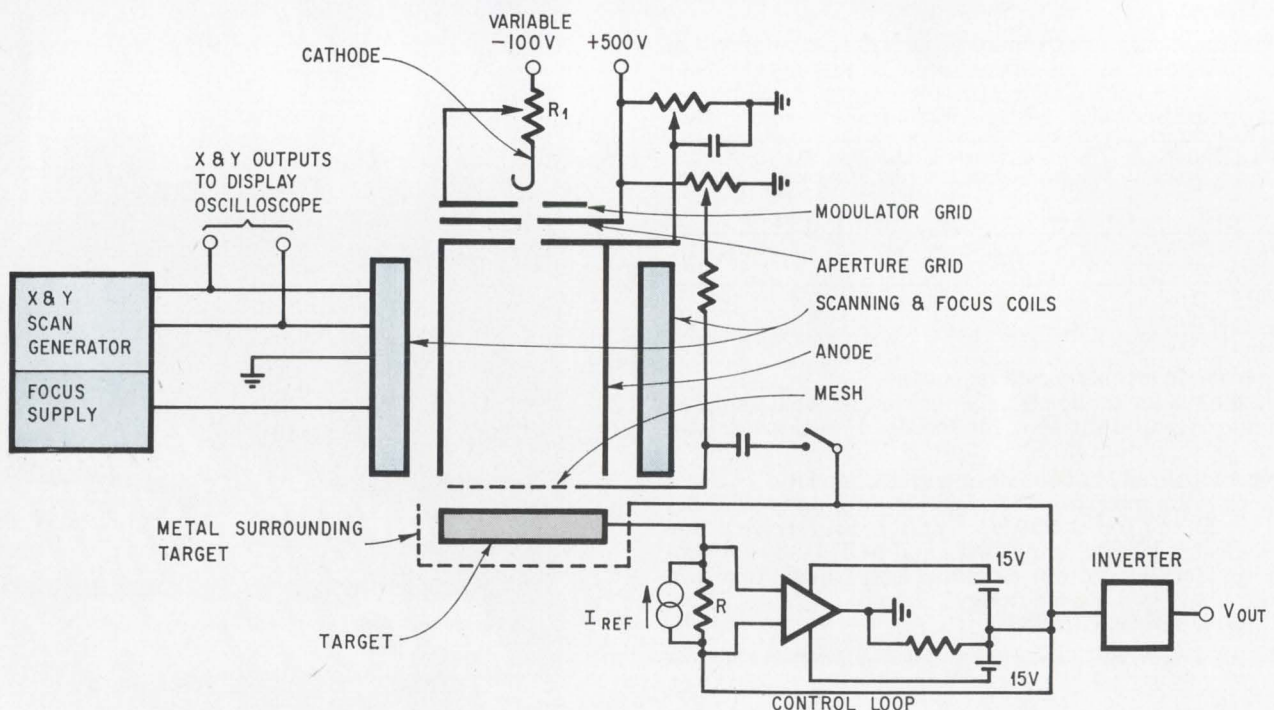 VARIABLE
−100V
+500V
CATHODE
R1
X & Y OUTPUTS
TO DISPLAY
OSCILLOSCOPE
MODULATOR GRID
APERTURE GRID
SCANNING & FOCUS COILS
ANODE
MESH
X & Y
SCAN
GENERATOR
FOCUS
SUPPLY
METAL SURROUNDING
TARGET
TARGET
IREF
R
15V
15V
INVERTER
VOUT
CONTROL LOOP